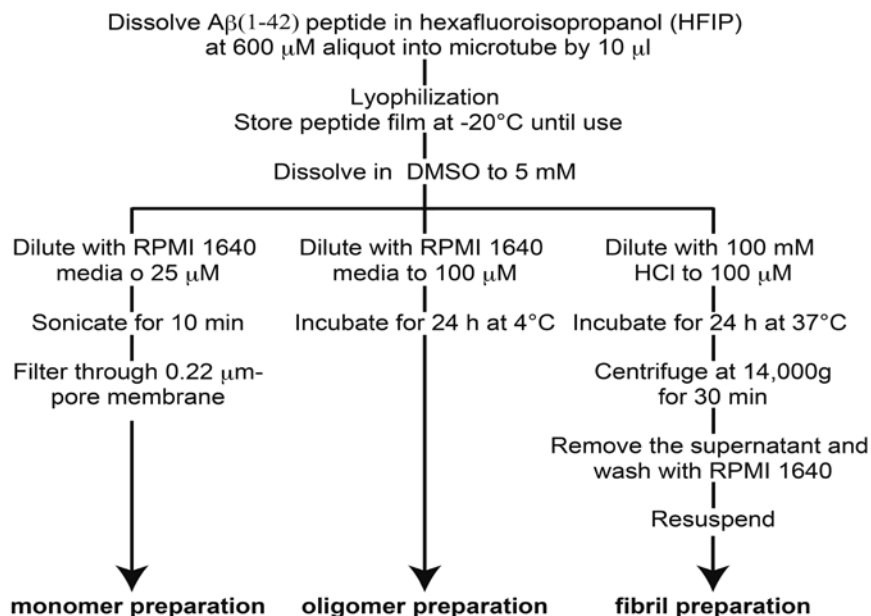 Dissolve Aβ(1-42) peptide in hexafluoroisopropanol (HFIP)
at 600 μM aliquot into microtube by 10 μl
Lyophilization
Store peptide film at -20°C until use
Dissolve in DMSO to 5 mM
Dilute with RPMI 1640
media o 25 μM
Sonicate for 10 min
Filter through 0.22 μm-
pore membrane
monomer preparation
Dilute with RPMI 1640
media to 100 μM
Incubate for 24 h at 4°C
oligomer preparation
Dilute with 100 mM
HCl to 100 μM
Incubate for 24 h at 37°C
Centrifuge at 14,000g
for 30 min
Remove the supernatant and
wash with RPMI 1640
Resuspend
fibril preparation